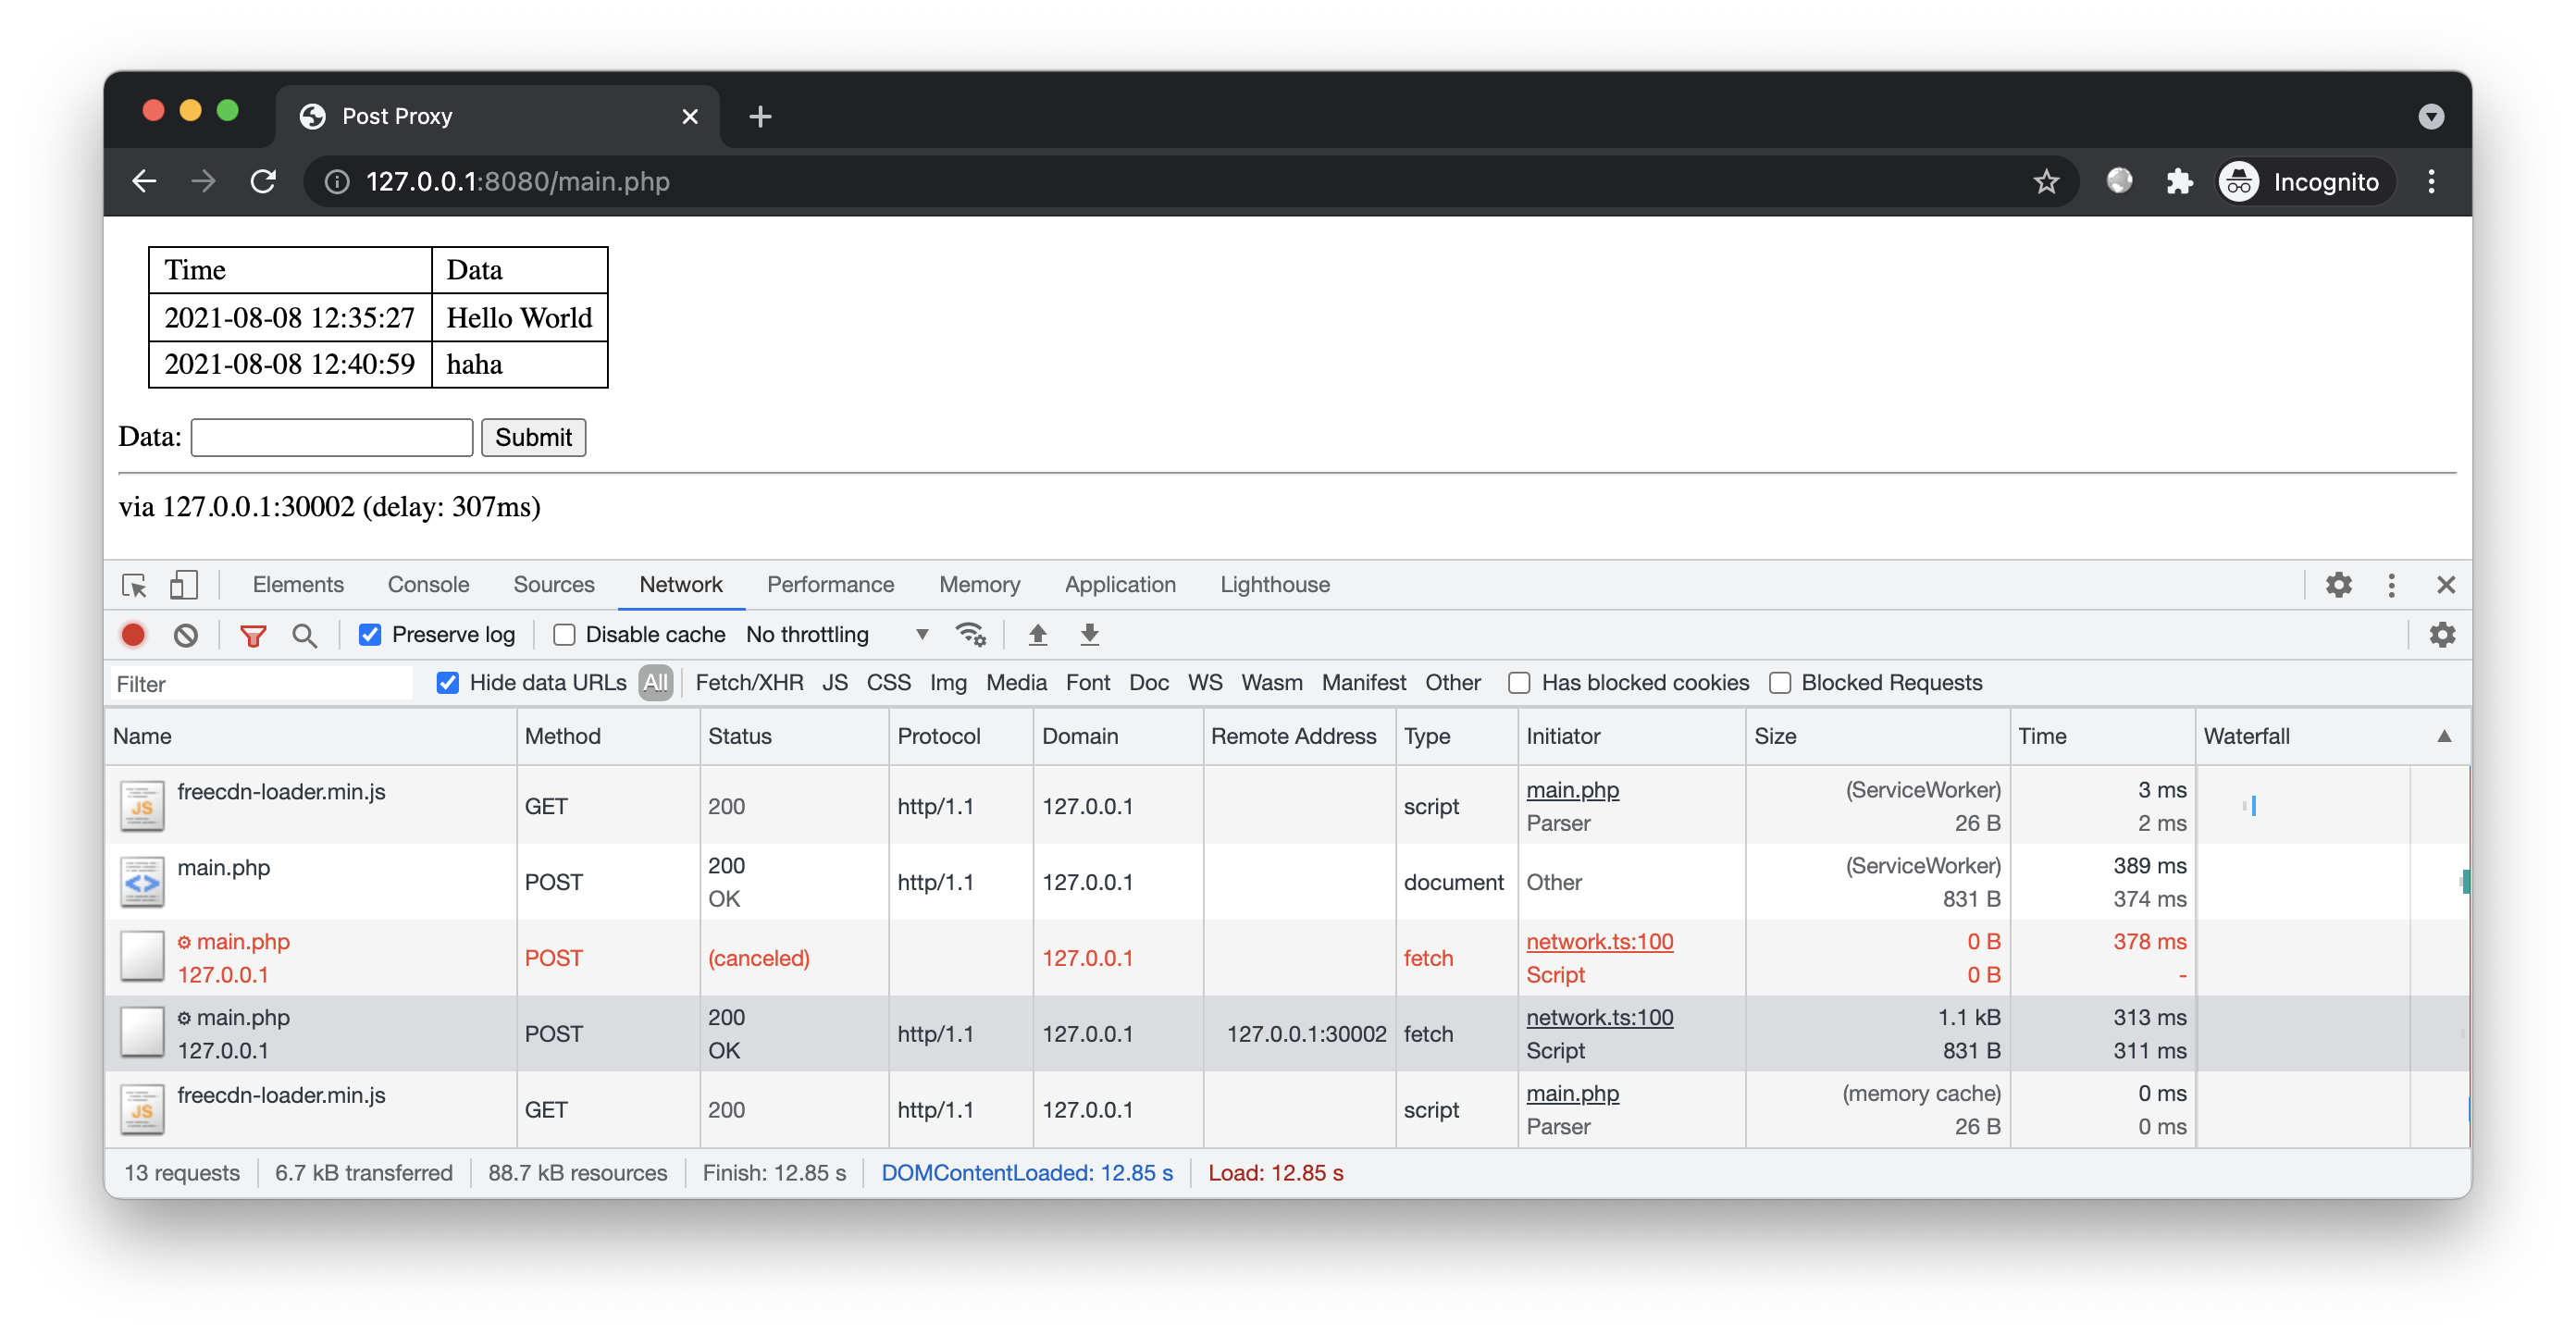 Post Proxy
127.0.0.1:8080/main.php
Incognito
Time Data
2021-08-08 12:35:27 Hello World
2021-08-08 12:40:59 haha
Data: Submit
via 127.0.0.1:30002 (delay: 307ms)
Elements Console Sources Network Performance Memory Application Lighthouse
Preserve log Disable cache No throttling
Filter Hide data URLs All Fetch/XHR JS CSS Img Media Font Doc WS Wasm Manifest Other Has blocked cookies Blocked Requests
Name Method Status Protocol Domain Remote Address Type Initiator Size Time Waterfall
freecdn-loader.min.js GET 200 http/1.1 127.0.0.1 script main.php (ServiceWorker) 3 ms
Parser 26 B 2 ms
main.php POST 200 http/1.1 127.0.0.1 document Other (ServiceWorker) 389 ms
OK 831 B 374 ms
main.php POST (canceled) 127.0.0.1 fetch network.ts:100 0 B 378 ms
127.0.0.1 Script 0 B -
main.php POST 200 http/1.1 127.0.0.1 127.0.0.1:30002 fetch network.ts:100 1.1 kB 313 ms
127.0.0.1 OK Script 831 B 311 ms
freecdn-loader.min.js GET 200 http/1.1 127.0.0.1 script main.php (memory cache) 0 ms
Parser 26 B 0 ms
13 requests 6.7 kB transferred 88.7 kB resources Finish: 12.85 s DOMContentLoaded: 12.85 s Load: 12.85 s